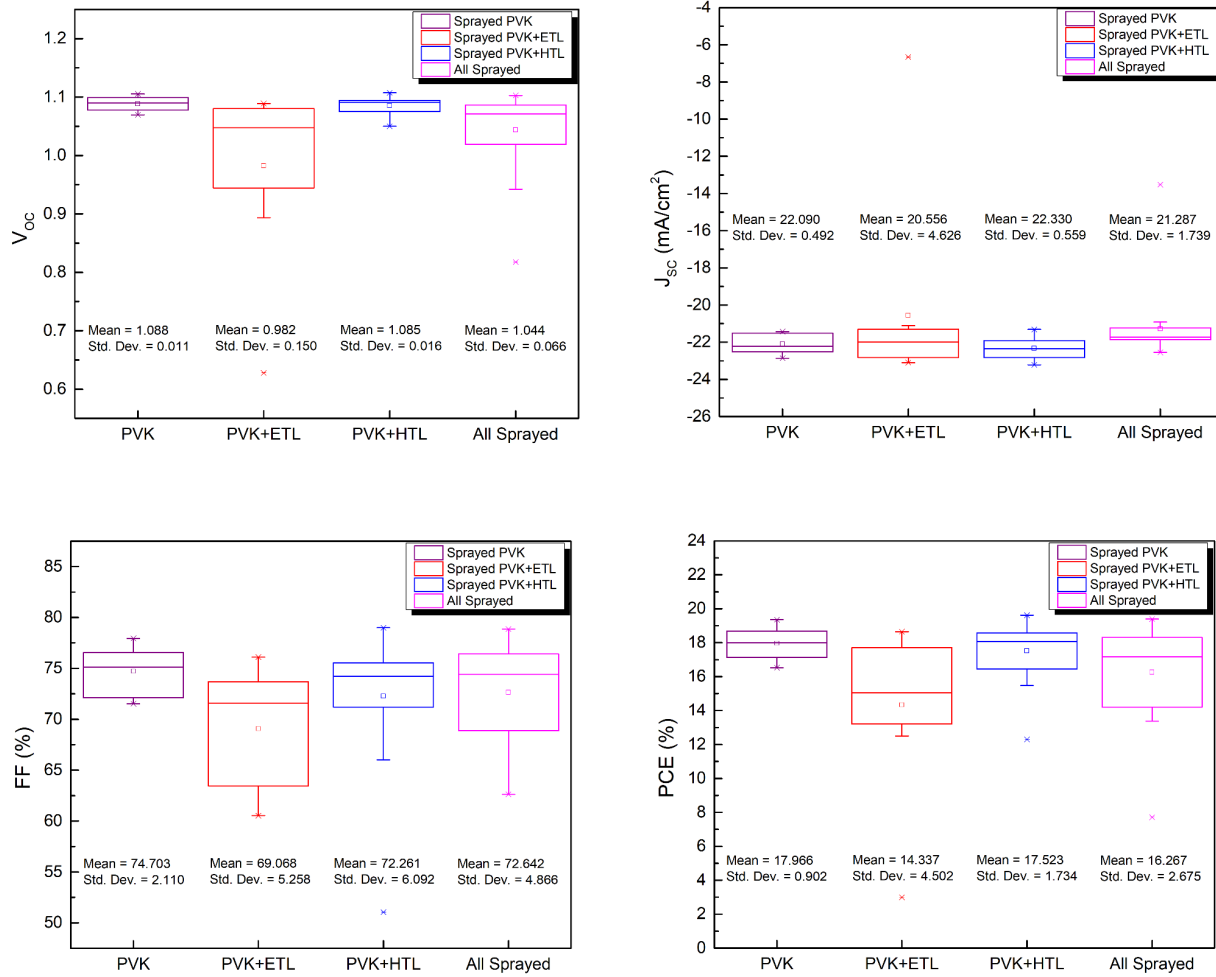 1.2
1.1
1.0
0.9
0.8
0.7
0.6
V_OC
Sprayed PVK
Sprayed PVK+ETL
Sprayed PVK+HTL
All Sprayed
Mean = 1.088
Std. Dev. = 0.011
Mean = 0.982
Std. Dev. = 0.150
Mean = 1.085
Std. Dev. = 0.016
Mean = 1.044
Std. Dev. = 0.066
PVK
PVK+ETL
PVK+HTL
All Sprayed
-4
-6
-8
-10
-12
-14
-16
-18
-20
-22
-24
-26
J_SC (mA/cm²)
Sprayed PVK
Sprayed PVK+ETL
Sprayed PVK+HTL
All Sprayed
Mean = 22.090
Std. Dev. = 0.492
Mean = 20.556
Std. Dev. = 4.626
Mean = 22.330
Std. Dev. = 0.559
Mean = 21.287
Std. Dev. = 1.739
PVK
PVK+ETL
PVK+HTL
All Sprayed
85
80
75
70
65
60
55
50
FF (%)
Sprayed PVK
Sprayed PVK+ETL
Sprayed PVK+HTL
All Sprayed
Mean = 74.703
Std. Dev. = 2.110
Mean = 69.068
Std. Dev. = 5.258
Mean = 72.261
Std. Dev. = 6.092
Mean = 72.642
Std. Dev. = 4.866
PVK
PVK+ETL
PVK+HTL
All Sprayed
24
22
20
18
16
14
12
10
8
6
4
2
0
PCE (%)
Sprayed PVK
Sprayed PVK+ETL
Sprayed PVK+HTL
All Sprayed
Mean = 17.966
Std. Dev. = 0.902
Mean = 14.337
Std. Dev. = 4.502
Mean = 17.523
Std. Dev. = 1.734
Mean = 16.267
Std. Dev. = 2.675
PVK
PVK+ETL
PVK+HTL
All Sprayed